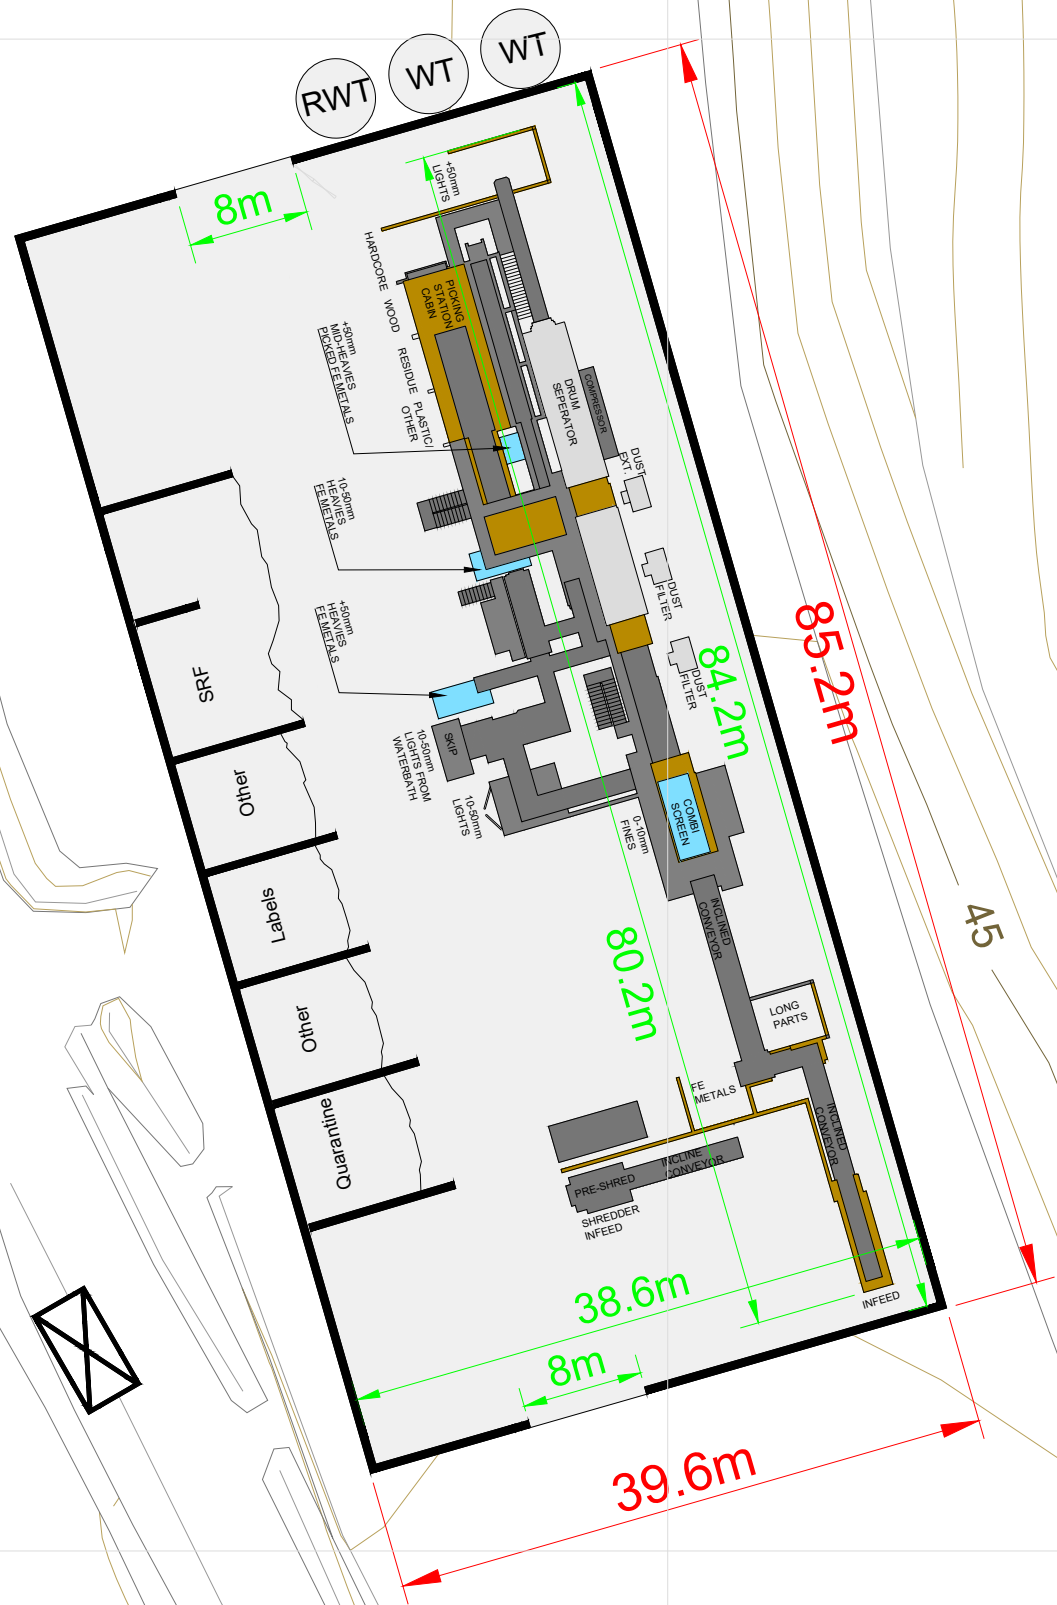 RWT
WT
WT
8m
+50mm
LIGHTS
HARDCORE
WOOD
RESIDUE
PLASTIC/
OTHER
PICKING
STATION
CABIN
+50mm
MID-HEAVIES
PICKED FE METALS
DRUM
SEPERATOR
COMPRESSOR
DUST
EXT.
10-50mm
HEAVIES
FE METALS
DUST
FILTER
+50mm
HEAVIES
FE METALS
DUST
FILTER
85.2m
84.2m
SRF
SKIP
10-50mm
LIGHTS FROM
WATERBATH
10-50mm
LIGHTS
0-10mm
FINES
COMBI
SCREEN
Other
Labels
INCLINED
CONVEYOR
45
80.2m
LONG
PARTS
Other
FE
METALS
INCLINED
CONVEYOR
Quarantine
INCLINE
CONVEYOR
PRE-SHRED
SHREDDER
INFEED
INFEED
38.6m
8m
39.6m